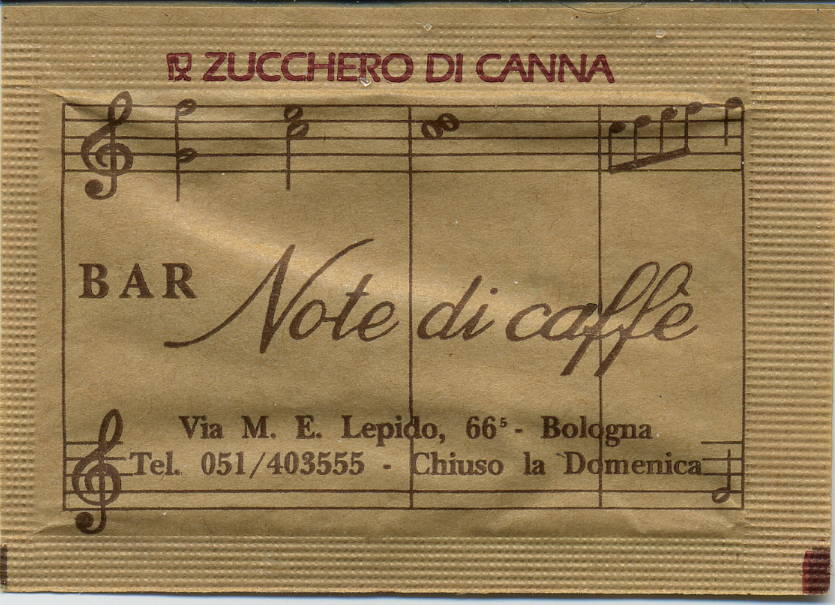 ZUCCHERO DI CANNA
BAR Note di caffè
Via M. E. Lepido, 66⁵ - Bologna
Tel. 051/403555 - Chiuso la Domenica